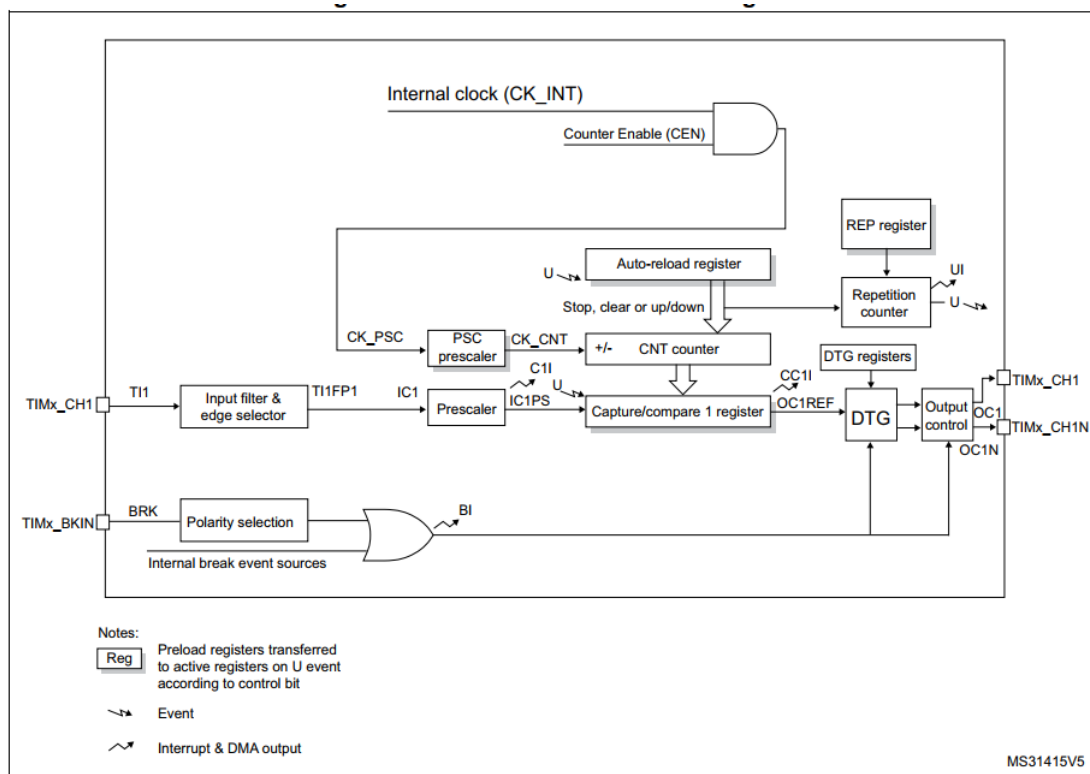 Internal clock (CK_INT)
Counter Enable (CEN)
REP register
Auto-reload register
U
UI
Stop, clear or up/down
Repetition
counter
U
CK_PSC
PSC
prescaler
CK_CNT
+/- CNT counter
DTG registers
C1I
CC1I
TIMx_CH1
TI1
Input filter &
edge selector
TI1FP1
IC1
Prescaler
IC1PS
U
Capture/compare 1 register
OC1REF
DTG
Output
control
OC1
TIMx_CH1
TIMx_CH1N
OC1N
TIMx_BKIN
BRK
Polarity selection
BI
Internal break event sources
Notes:
Reg
Preload registers transferred
to active registers on U event
according to control bit
Event
Interrupt & DMA output
MS31415V5